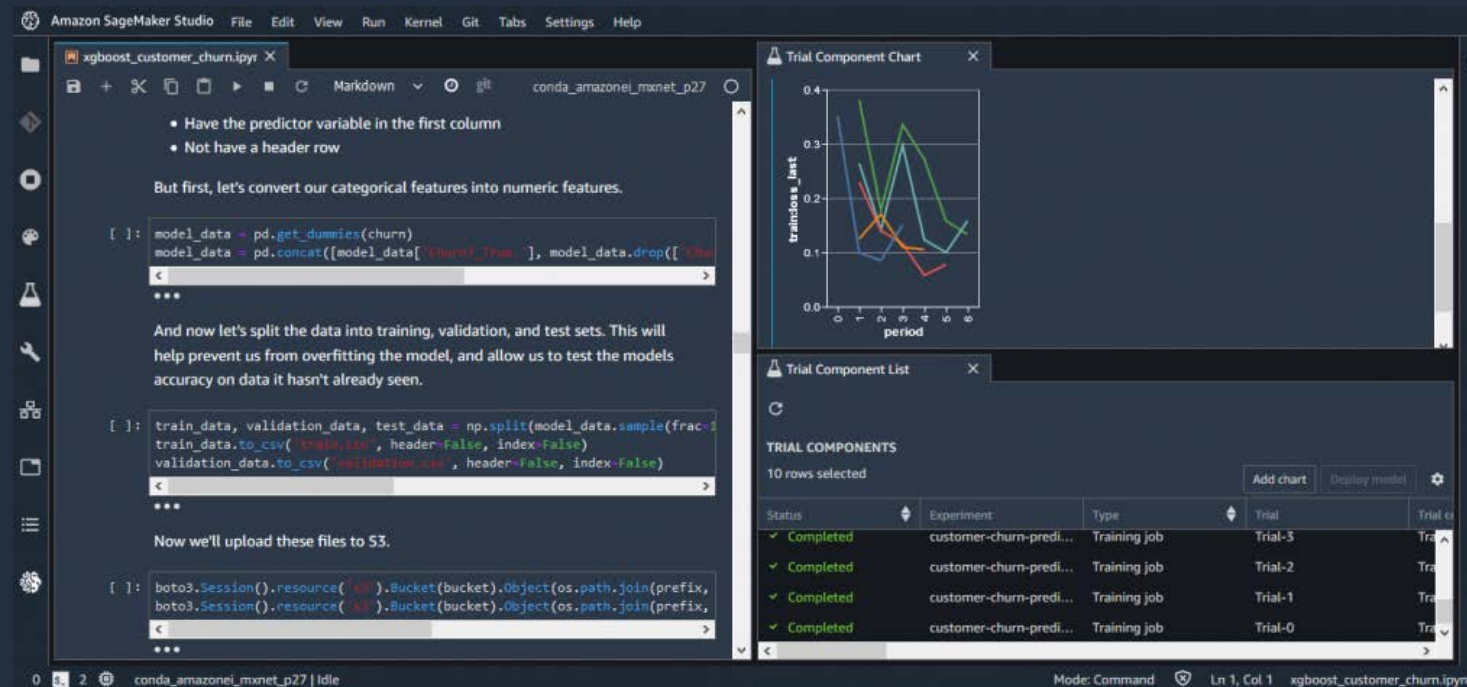 Amazon SageMaker Studio File Edit View Run Kernel Git Tabs Settings Help
xgboost_customer_churn.ipyr
Markdown git conda_amazonei_mxnet_p27
• Have the predictor variable in the first column
• Not have a header row
But first, let's convert our categorical features into numeric features.
[ ]: model_data = pd.get_dummies(churn)
model_data = pd.concat([model_data['Churn?_True.'], model_data.drop(['Chu
And now let's split the data into training, validation, and test sets. This will
help prevent us from overfitting the model, and allow us to test the models
accuracy on data it hasn't already seen.
[ ]: train_data, validation_data, test_data = np.split(model_data.sample(frac=1
train_data.to_csv('train.csv', header=False, index=False)
validation_data.to_csv('validation.csv', header=False, index=False)
Now we'll upload these files to S3.
[ ]: boto3.Session().resource('s3').Bucket(bucket).Object(os.path.join(prefix,
boto3.Session().resource('s3').Bucket(bucket).Object(os.path.join(prefix,
Trial Component Chart
0.4
0.3
0.2
0.1
0.0
train:loss_last
0 1 2 3 4 5 6
period
Trial Component List
TRIAL COMPONENTS
10 rows selected
Add chart Deploy model
Status Experiment Type Trial Trial co
Completed customer-churn-predi... Training job Trial-3 Tra
Completed customer-churn-predi... Training job Trial-2 Tra
Completed customer-churn-predi... Training job Trial-1 Tra
Completed customer-churn-predi... Training job Trial-0 Tra
0 s_ 2 conda_amazonei_mxnet_p27 | Idle
Mode: Command Ln 1, Col 1 xgboost_customer_churn.ipyn